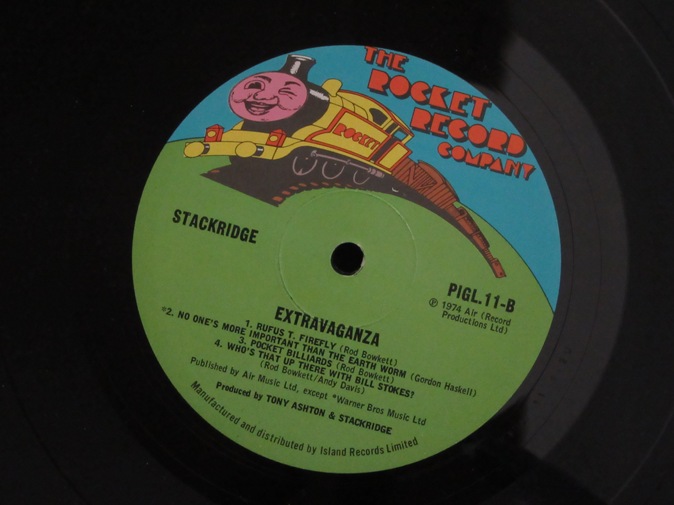 THE
ROCKET
RECORD
COMPANY
ROCKET
STACKRIDGE
PIGL.11-B
℗ 1974 Air (Record
Productions Ltd)
EXTRAVAGANZA
1. RUFUS T. FIREFLY (Rod Bowkett)
*2. NO ONE'S MORE IMPORTANT THAN THE EARTH WORM (Gordon Haskell)
3. POCKET BILLIARDS (Rod Bowkett)
4. WHO'S THAT UP THERE WITH BILL STOKES?
(Rod Bowkett/Andy Davis)
Published by Air Music Ltd, except *Warner Bros Music Ltd
Produced by TONY ASHTON & STACKRIDGE
Manufactured and distributed by Island Records Limited